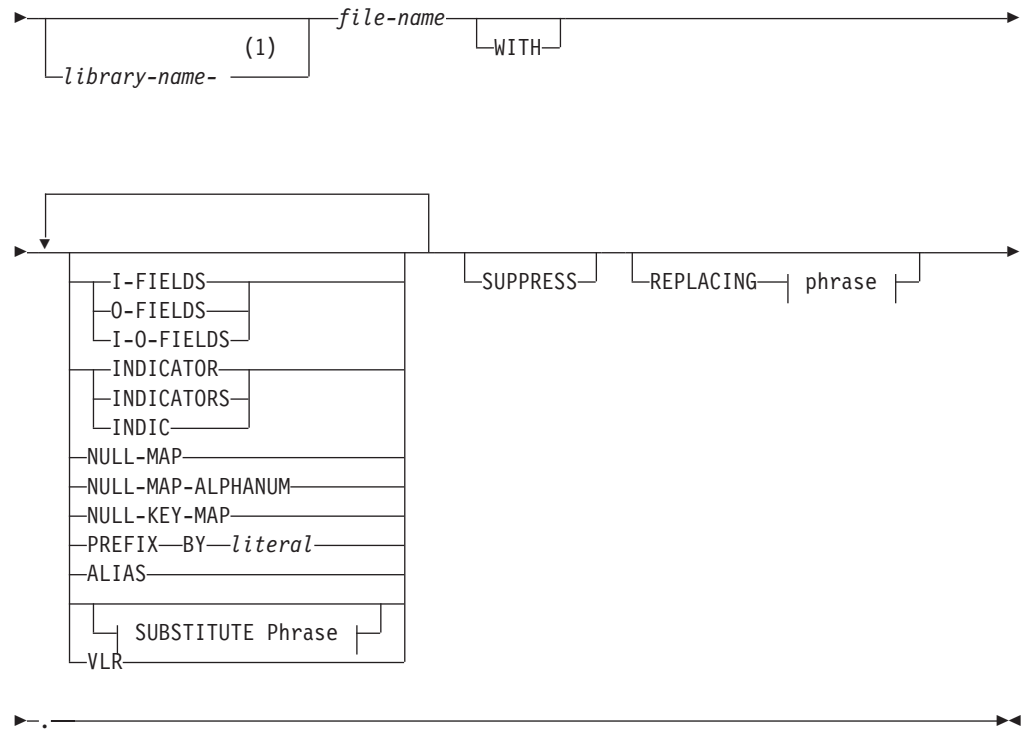 file-name
WITH
(1)
library-name-
I-FIELDS
SUPPRESS
REPLACING
phrase
O-FIELDS
I-O-FIELDS
INDICATOR
INDICATORS
INDIC
NULL-MAP
NULL-MAP-ALPHANUM
NULL-KEY-MAP
PREFIX BY literal
ALIAS
SUBSTITUTE Phrase
VLR
.